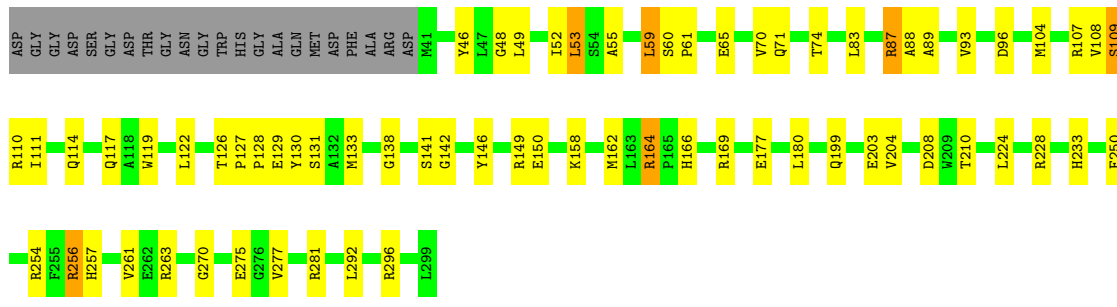 ASP GLY GLY ASP SER GLY ASP THR GLY ASN GLY TRP HIS GLY ALA GLN MET ASP PHE ALA ARG ASP M41 Y46 L47 G48 L49 I52 L53 S54 A55 L59 S60 P61 E65 V70 Q71 T74 L83 R87 A88 A89 V93 D96 M104 R107 V108 S109
R110 I111 Q114 Q117 A118 W119 L122 T126 P127 P128 E129 Y130 S131 A132 M133 G138 S141 G142 Y146 R149 E150 K158 M162 L163 R164 P165 H166 R169 E177 L180 Q199 E203 V204 D208 W209 T210 L224 R228 H233
R254 F255 R256 H257 V261 E262 R263 G270 E275 G276 V277 R281 L292 R296 L299